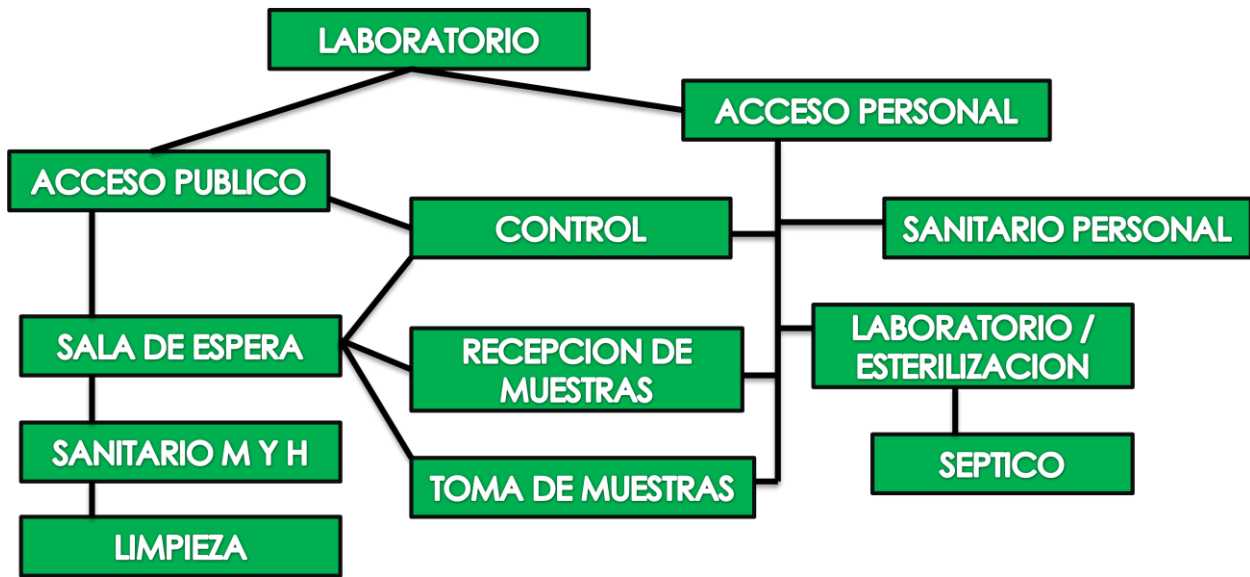 LABORATORIO
ACCESO PERSONAL
ACCESO PUBLICO
CONTROL
SANITARIO PERSONAL
SALA DE ESPERA
RECEPCION DE
MUESTRAS
LABORATORIO /
ESTERILIZACION
SANITARIO M Y H
TOMA DE MUESTRAS
SEPTICO
LIMPIEZA